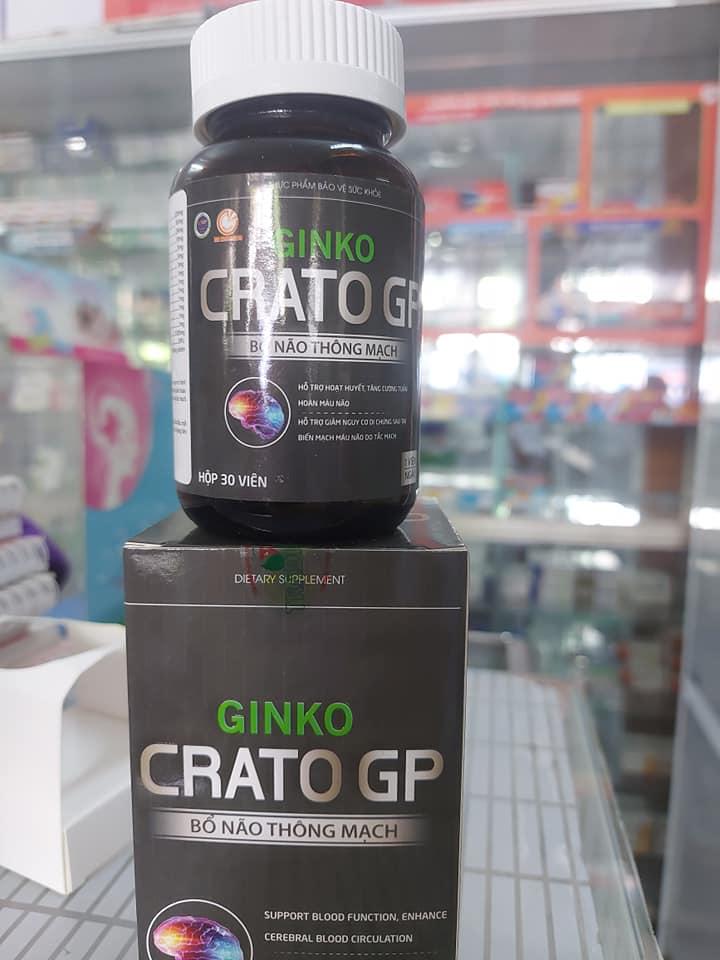 THỰC PHẨM BẢO VỆ SỨC KHỎE
GINKO
CRATO GP
BỔ NÃO THÔNG MẠCH
HỖ TRỢ HOẠT HUYẾT, TĂNG CƯỜNG TUẦN
HOÀN MÁU NÃO
HỖ TRỢ GIẢM NGUY CƠ DI CHỨNG SAU TAI
BIẾN MẠCH MÁU NÃO DO TẮC MẠCH
HỘP 30 VIÊN
DIETARY SUPPLEMENT
GINKO
CRATO GP
BỔ NÃO THÔNG MẠCH
SUPPORT BLOOD FUNCTION, ENHANCE
CEREBRAL BLOOD CIRCULATION